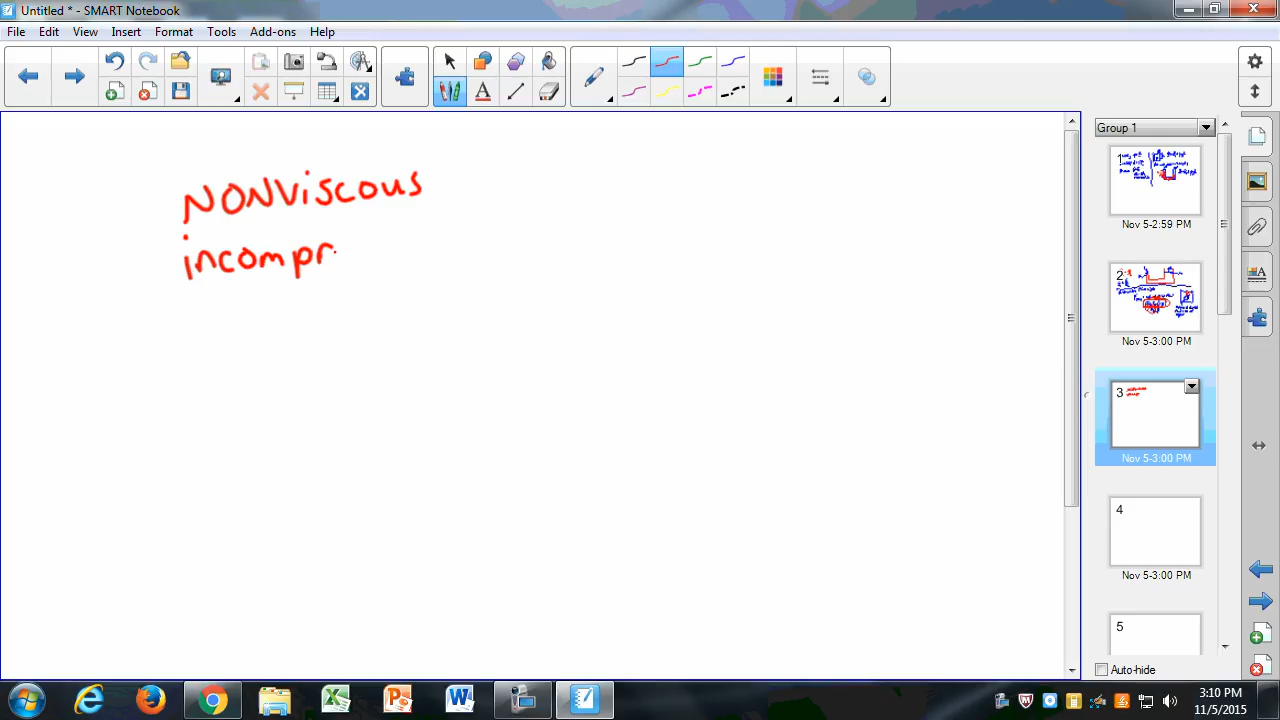 Untitled * - SMART Notebook
File Edit View Insert Format Tools Add-ons Help
NONViscous
incompr
Group 1
Nov 5-2:59 PM
2
Nov 5-3:00 PM
3
Nov 5-3:00 PM
4
Nov 5-3:00 PM
5
Auto-hide
3:10 PM
11/5/2015